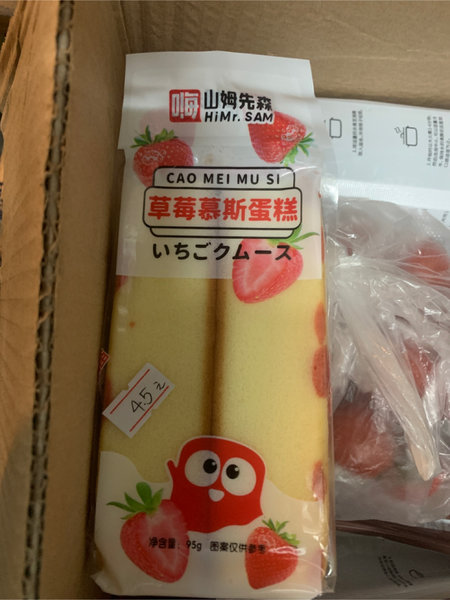 嗨
山姆先森
HiMr. SAM
CAO MEI MU SI
草莓慕斯蛋糕
いちごクムース
4.5元
净含量: 95g 图案仅供参考